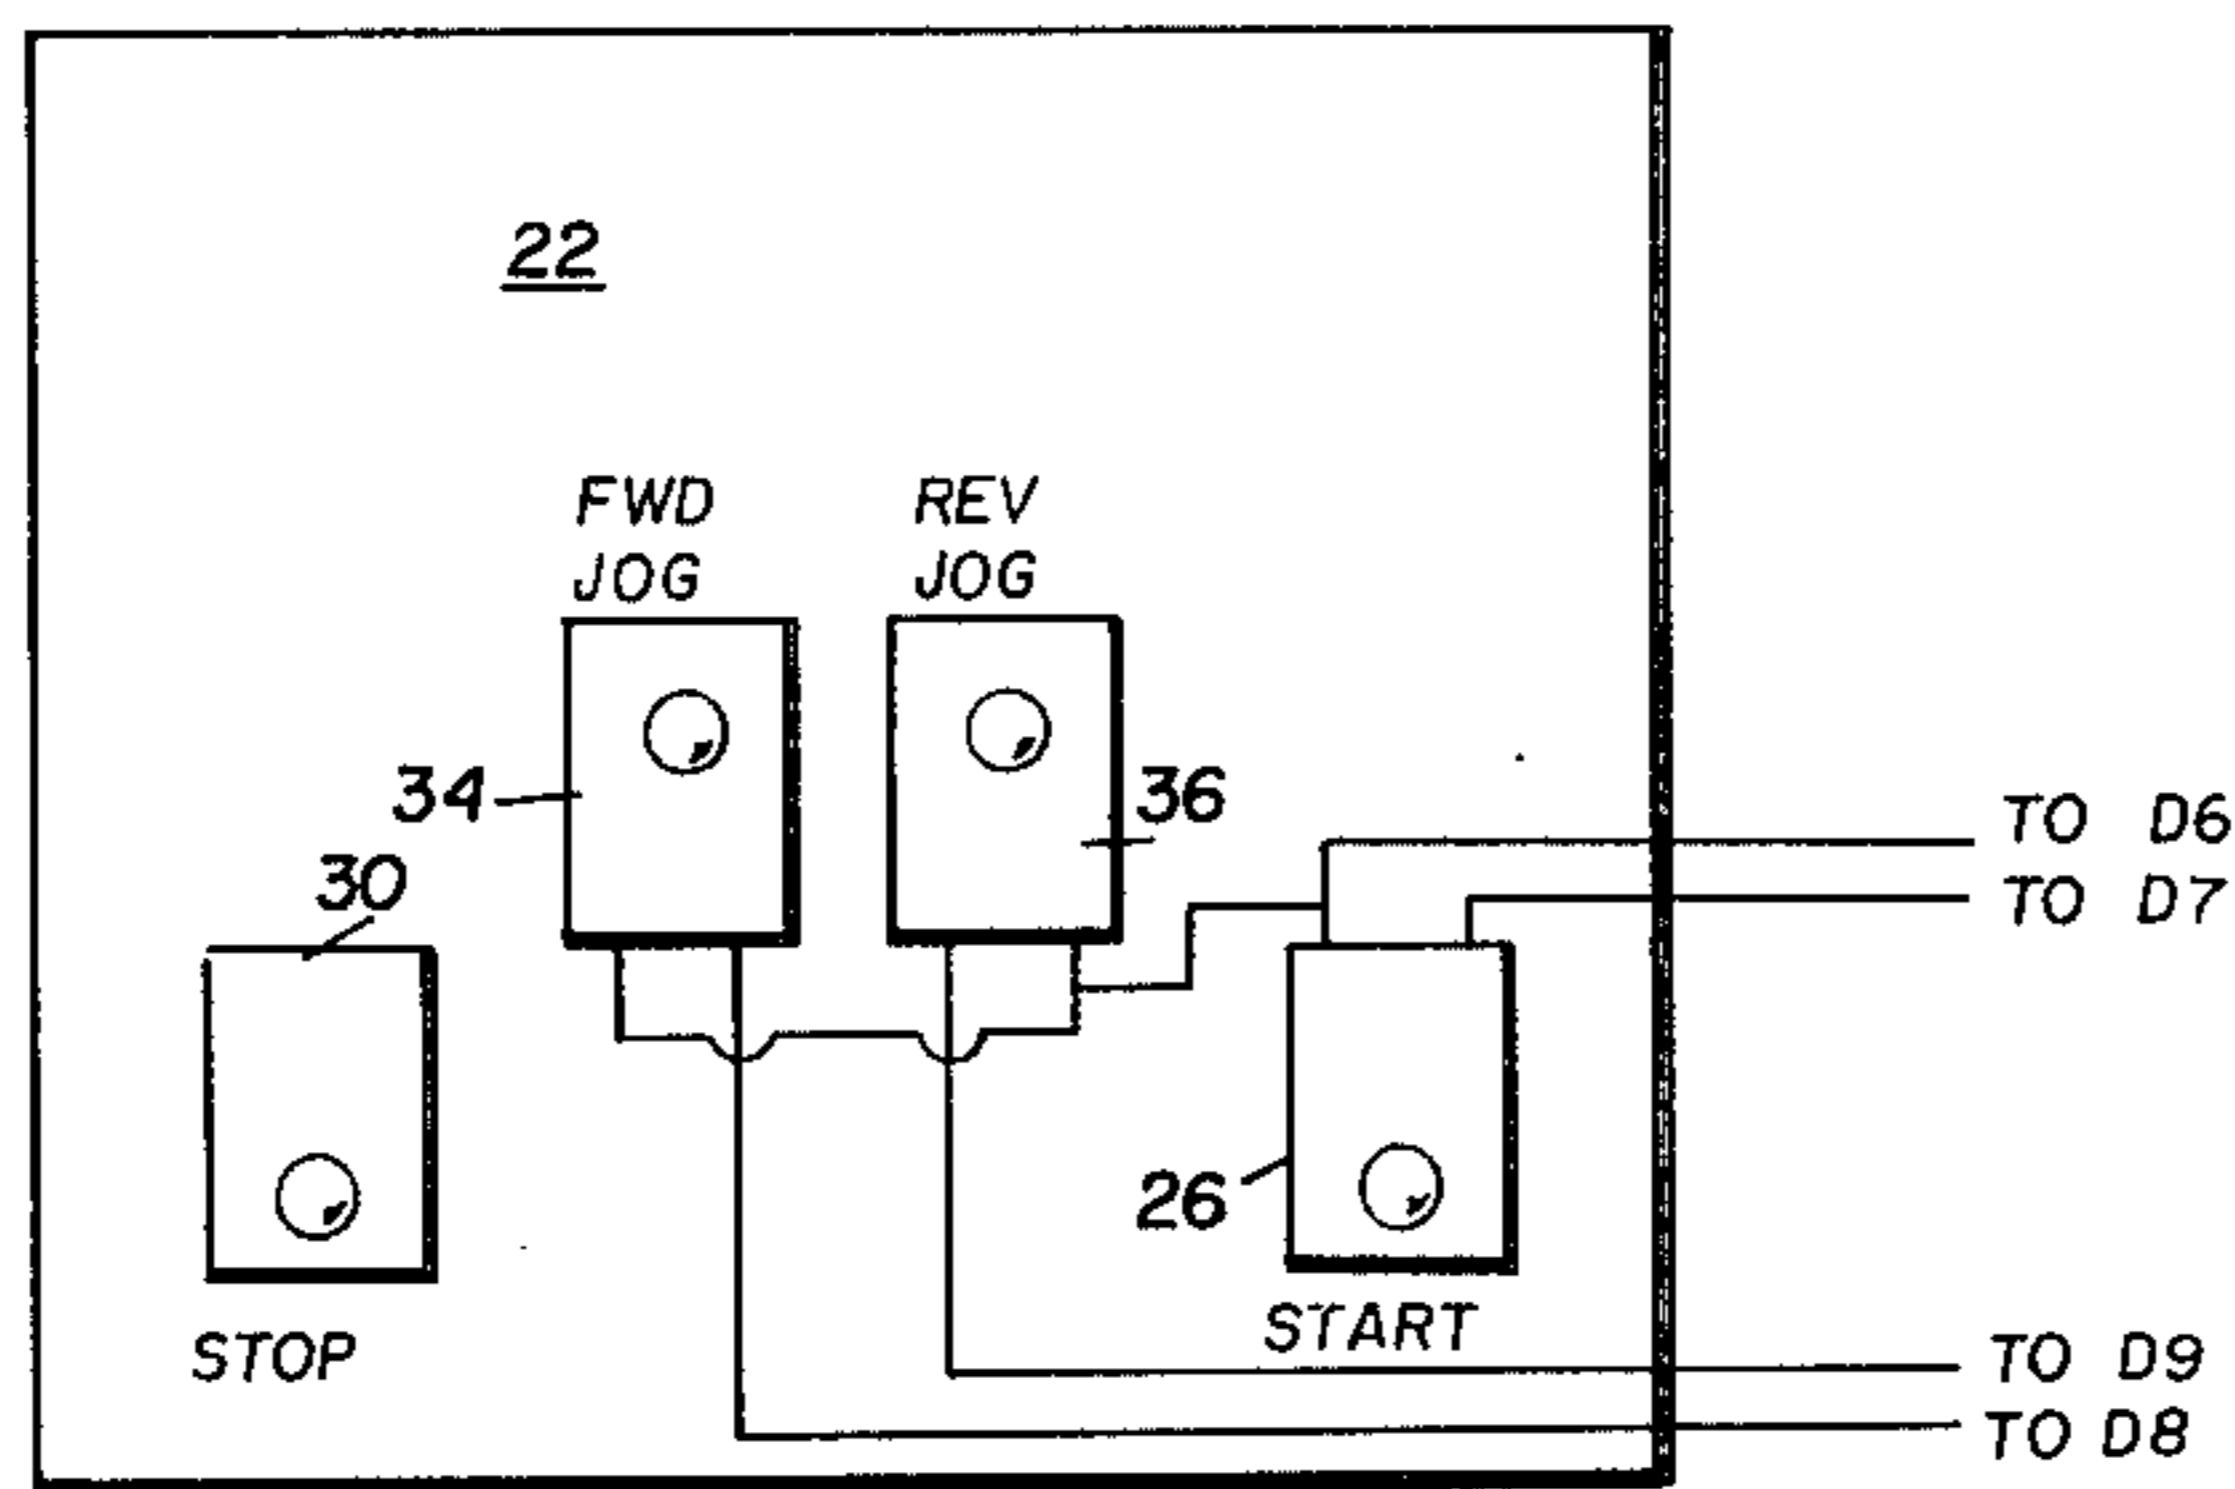 22
FWD
JOG
REV
JOG
34
36
30
TO D6
TO D7
26
START
STOP
TO D9
TO D8